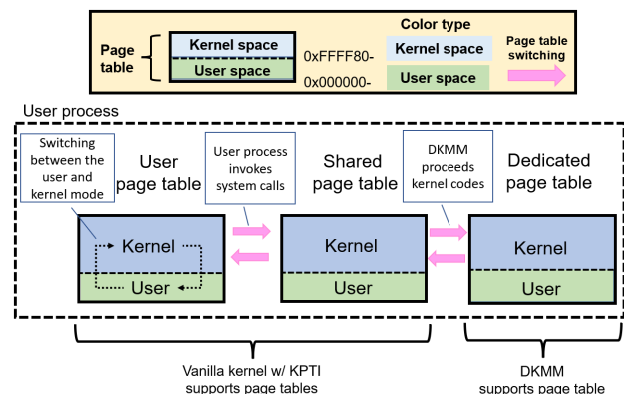 Page
table
Kernel space
User space
0xFFFF80-
0x000000-
Color type
Kernel space
User space
Page table
switching
User process
Switching
between the
user and
kernel mode
User
page table
User process
invokes
system calls
Shared
page table
DKMM
proceeds
kernel codes
Dedicated
page table
Kernel
User
Kernel
User
Kernel
User
Vanilla kernel w/ KPTI
supports page tables
DKMM
supports page table